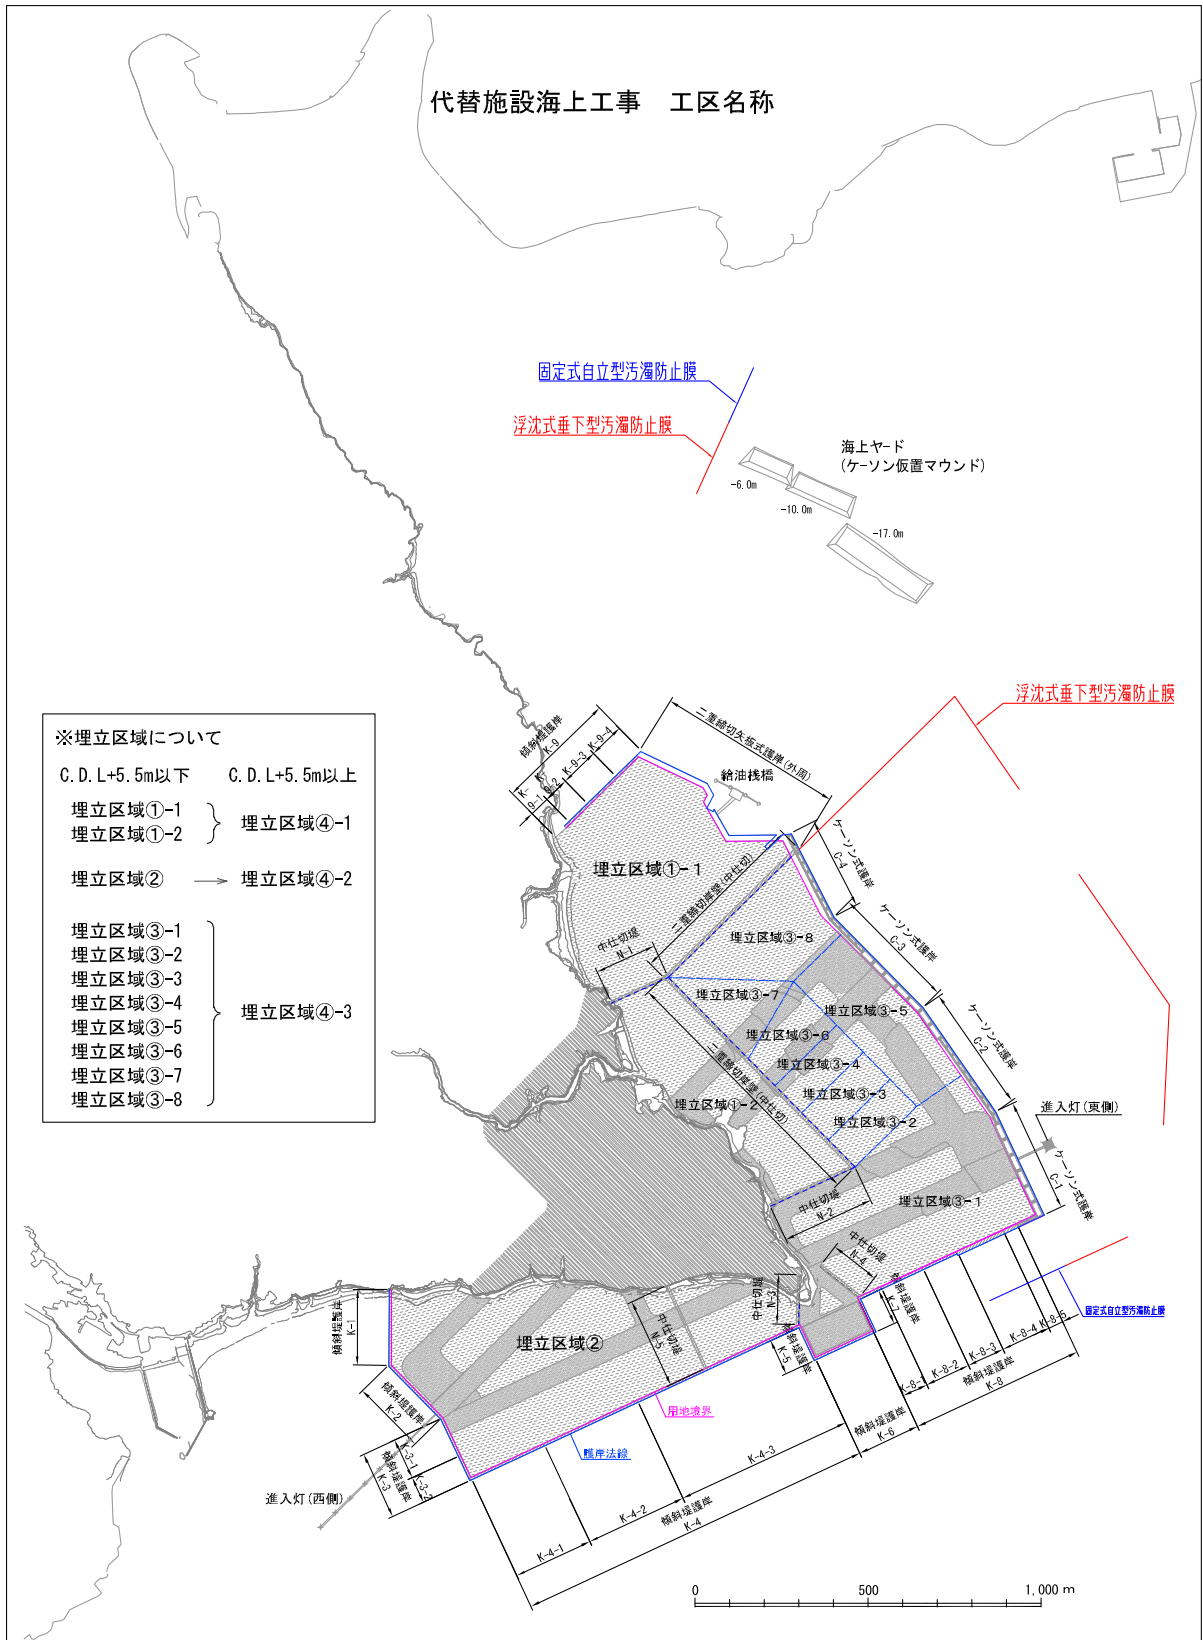 代替施設海上工事　工区名称
固定式自立型汚濁防止膜
浮沈式垂下型汚濁防止膜
海上ヤード
(ケーソン仮置マウンド)
-6.0m
-10.0m
-17.0m
浮沈式垂下型汚濁防止膜
※埋立区域について
C.D.L+5.5m以下　C.D.L+5.5m以上
埋立区域①-1
埋立区域①-2
埋立区域④-1
埋立区域②
埋立区域④-2
埋立区域③-1
埋立区域③-2
埋立区域③-3
埋立区域③-4
埋立区域③-5
埋立区域③-6
埋立区域③-7
埋立区域③-8
埋立区域④-3
傾斜堤護岸
K-9
K-9-4
K-9-3
K-9-2
K-9-1
二重締切矢板式護岸(外周)
給油桟橋
ケーソン式護岸
C-4
ケーソン式護岸
C-3
ケーソン式護岸
C-2
ケーソン式護岸
C-1
進入灯(東側)
埋立区域①-1
二重締切岸壁(中仕切)
中仕切堤
N-1
埋立区域③-8
埋立区域③-7
埋立区域③-5
埋立区域③-6
埋立区域③-4
埋立区域③-3
埋立区域③-2
埋立区域①-2
二重締切岸壁(中仕切)
埋立区域③-1
中仕切堤
N-2
中仕切堤
N-4
中仕切堤
N-3
傾斜堤護岸
K-7
傾斜堤護岸
K-5
中仕切堤
N-5
傾斜堤護岸
K-1
埋立区域②
傾斜堤護岸
K-2
傾斜堤護岸
K-3
K-3-1
K-3-2
進入灯(西側)
用地境界
護岸法線
固定式自立型汚濁防止膜
K-8-5
K-8-4
K-8-3
K-8-2
K-8-1
傾斜堤護岸
K-8
傾斜堤護岸
K-6
K-4-3
K-4-2
K-4-1
傾斜堤護岸
K-4
0 500 1,000 m